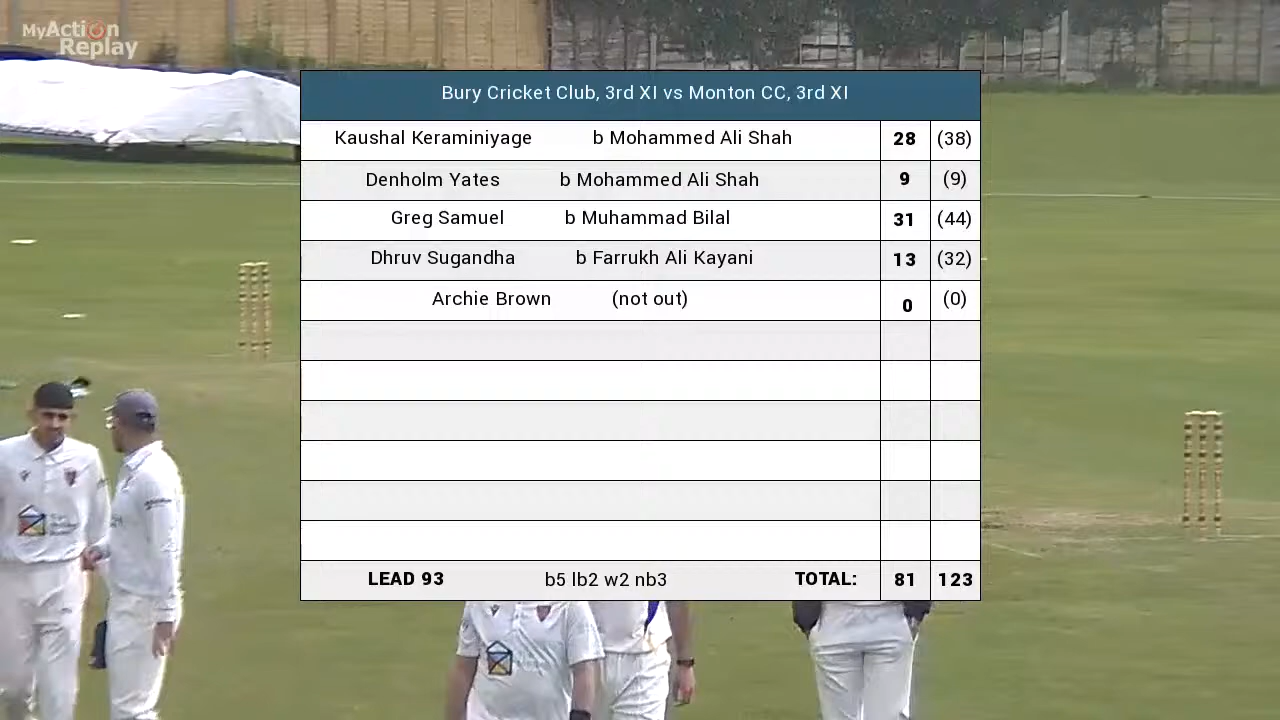 MyAction
Replay
Bury Cricket Club, 3rd XI vs Monton CC, 3rd XI
Kaushal Keraminiyage b Mohammed Ali Shah 28 (38)
Denholm Yates b Mohammed Ali Shah 9 (9)
Greg Samuel b Muhammad Bilal 31 (44)
Dhruv Sugandha b Farrukh Ali Kayani 13 (32)
Archie Brown (not out) 0 (0)
LEAD 93 b5 lb2 w2 nb3 TOTAL: 81 123